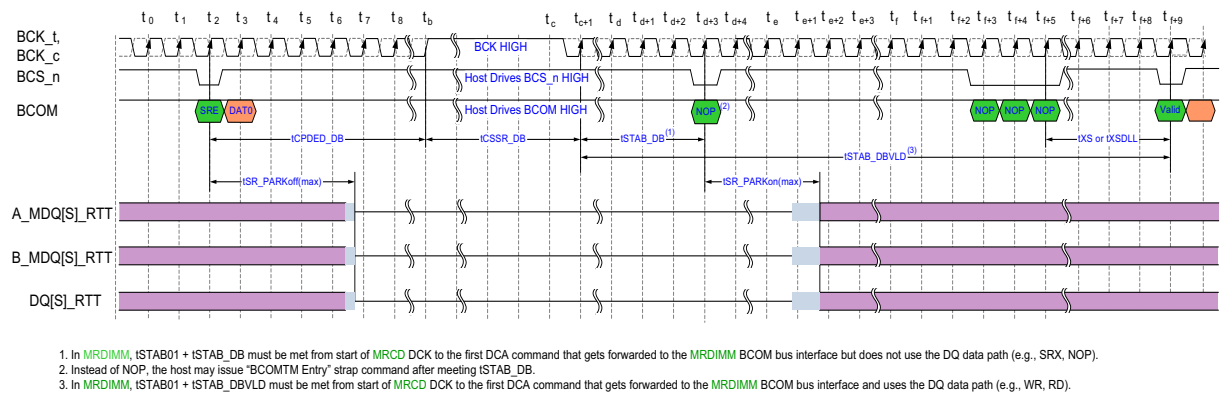 t0 t1 t2 t3 t4 t5 t6 t7 t8 tb tc tc+1 td td+1 td+2 td+3 td+4 te te+1 te+2 te+3 tf tf+1 tf+2 tf+3 tf+4 tf+5 tf+6 tf+7 tf+8 tf+9
BCK_t,
BCK_c
BCK HIGH
BCS_n
Host Drives BCS_n HIGH
BCOM
SRE DAT0 Host Drives BCOM HIGH NOP (2) NOP NOP NOP Valid
tCPDED_DB tCSSR_DB tSTAB_DB(1) tXS or tXSDLL
tSTAB_DBVLD(3)
tSR_PARKoff(max) tSR_PARKon(max)
A_MDQ[S]_RTT
B_MDQ[S]_RTT
DQ[S]_RTT
1. In MRDIMM, tSTAB01 + tSTAB_DB must be met from start of MRCD DCK to the first DCA command that gets forwarded to the MRDIMM BCOM bus interface but does not use the DQ data path (e.g., SRX, NOP).
2. Instead of NOP, the host may issue “BCOMTM Entry” strap command after meeting tSTAB_DB.
3. In MRDIMM, tSTAB01 + tSTAB_DBVLD must be met from start of MRCD DCK to the first DCA command that gets forwarded to the MRDIMM BCOM bus interface and uses the DQ data path (e.g., WR, RD).